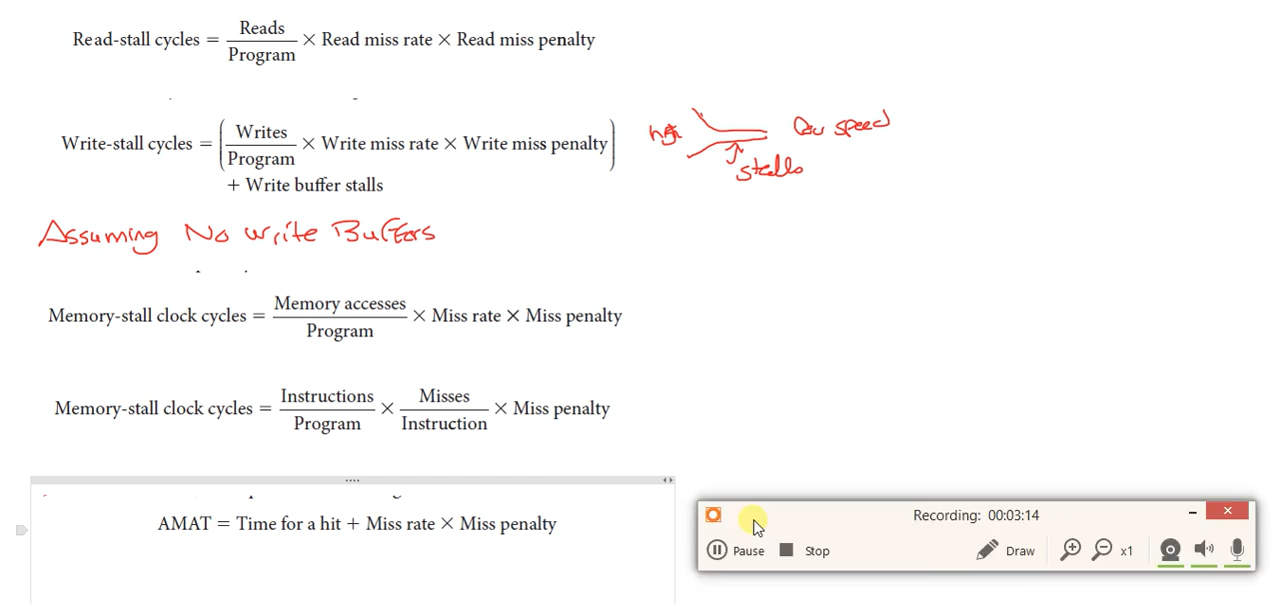 Read-stall cycles = Reads / Program × Read miss rate × Read miss penalty
Write-stall cycles = ( Writes / Program × Write miss rate × Write miss penalty )
+ Write buffer stalls
high
Low speed
stalls
Assuming No write Buffers
Memory-stall clock cycles = Memory accesses / Program × Miss rate × Miss penalty
Memory-stall clock cycles = Instructions / Program × Misses / Instruction × Miss penalty
AMAT = Time for a hit + Miss rate × Miss penalty
Recording: 00:03:14
Pause Stop Draw x1